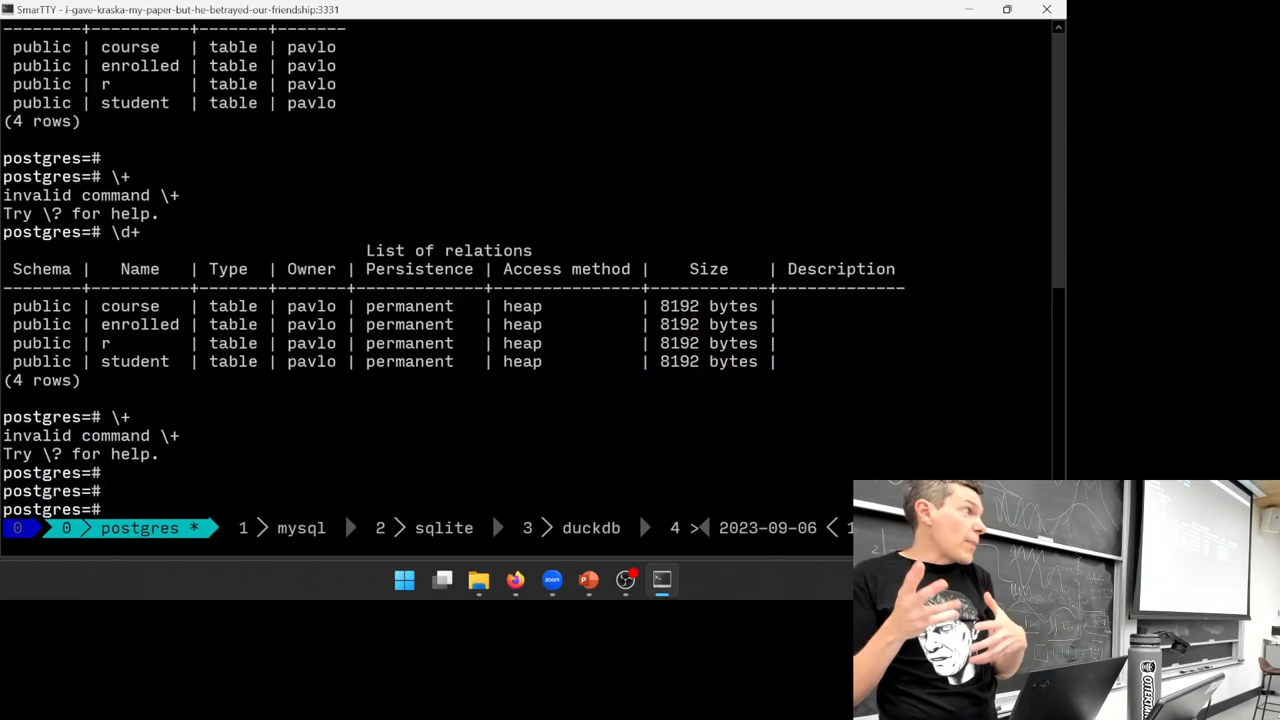 SmarTTY - i-gave-kraska-my-paper-but-he-betrayed-our-friendship:3331
--------+----------+-------+-------
public | course | table | pavlo
public | enrolled | table | pavlo
public | r | table | pavlo
public | student | table | pavlo
(4 rows)
postgres=#
postgres=# \+
invalid command \+
Try \? for help.
postgres=# \d+
List of relations
Schema | Name | Type | Owner | Persistence | Access method | Size | Description
--------+----------+-------+-------+-------------+---------------+------------+-------------
public | course | table | pavlo | permanent | heap | 8192 bytes |
public | enrolled | table | pavlo | permanent | heap | 8192 bytes |
public | r | table | pavlo | permanent | heap | 8192 bytes |
public | student | table | pavlo | permanent | heap | 8192 bytes |
(4 rows)
postgres=# \+
invalid command \+
Try \? for help.
postgres=#
postgres=#
postgres=#
0 0 postgres * 1 mysql 2 sqlite 3 duckdb 4 > 2023-09-06 < 1
zoom